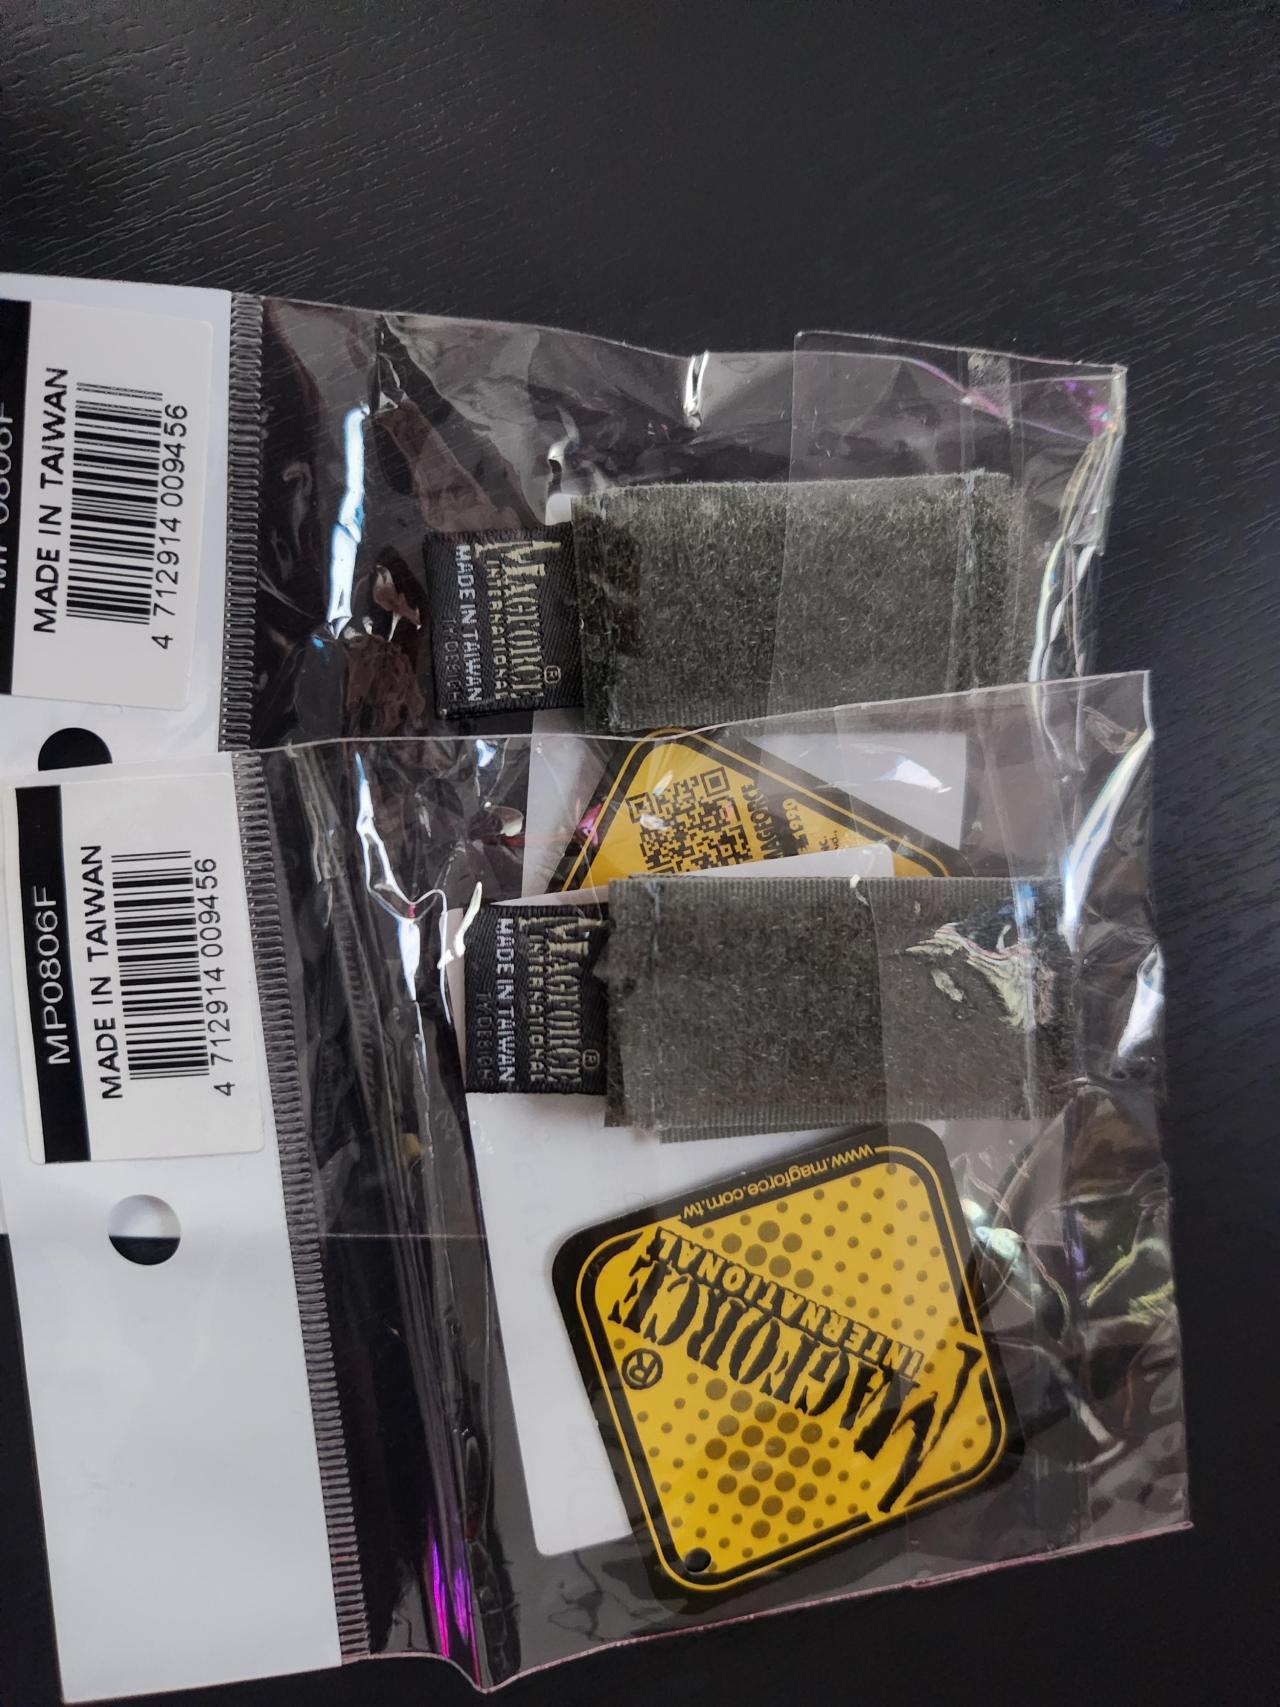 MADE IN TAIWAN
4 712914 009456
MAGFORCE®
INTERNATIONAL
MADE IN TAIWAN
MAGFORCE
1990
MP0806F
MADE IN TAIWAN
4 712914 009456
MAGFORCE®
INTERNATIONAL
MADE IN TAIWAN
www.magforce.com.tw
MAGFORCE®
INTERNATIONAL